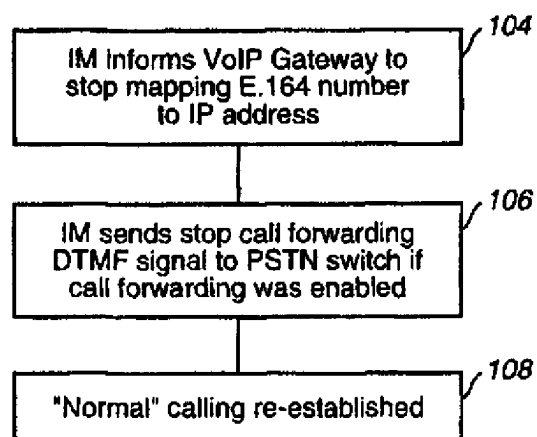 104
IM informs VoIP Gateway to
stop mapping E.164 number
to IP address
106
IM sends stop call forwarding
DTMF signal to PSTN switch if
call forwarding was enabled
108
"Normal" calling re-established